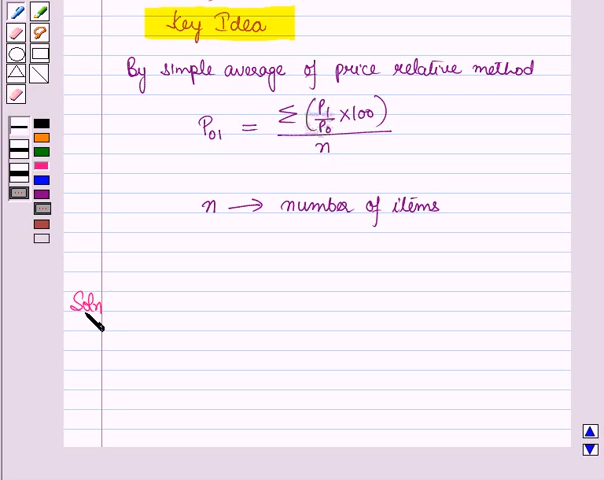 Key Idea
By simple average of price relative method
P₀₁ = Σ (P₁/P₀ × 100) / n
n → number of items
Soln